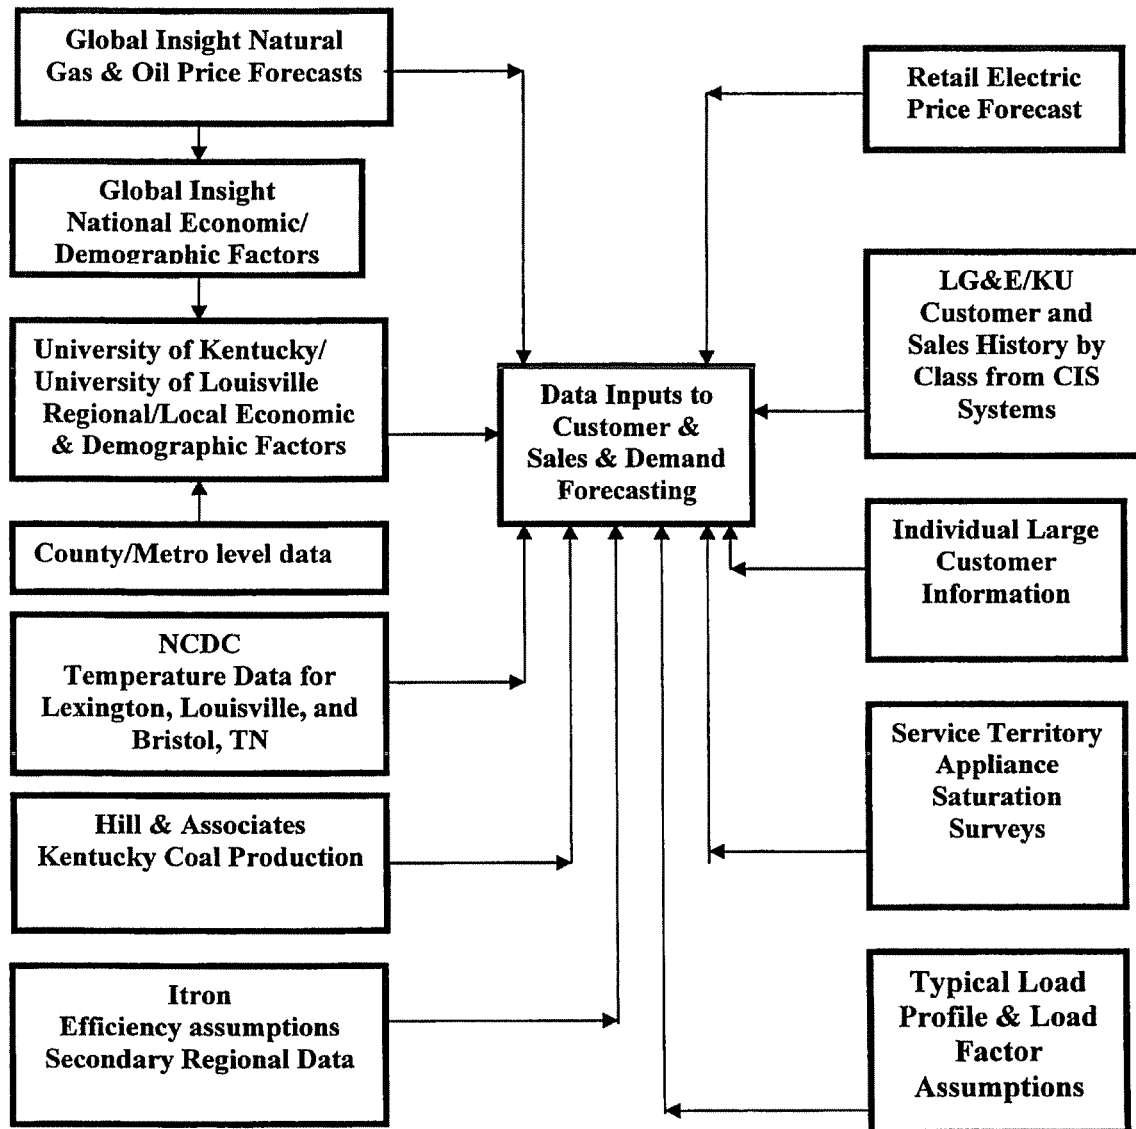 Global Insight Natural
Gas & Oil Price Forecasts
Global Insight
National Economic/
Demographic Factors
University of Kentucky/
University of Louisville
Regional/Local Economic
& Demographic Factors
County/Metro level data
NCDC
Temperature Data for
Lexington, Louisville, and
Bristol, TN
Hill & Associates
Kentucky Coal Production
Itron
Efficiency assumptions
Secondary Regional Data
Data Inputs to
Customer &
Sales & Demand
Forecasting
Retail Electric
Price Forecast
LG&E/KU
Customer and
Sales History by
Class from CIS
Systems
Individual Large
Customer
Information
Service Territory
Appliance
Saturation
Surveys
Typical Load
Profile & Load
Factor
Assumptions